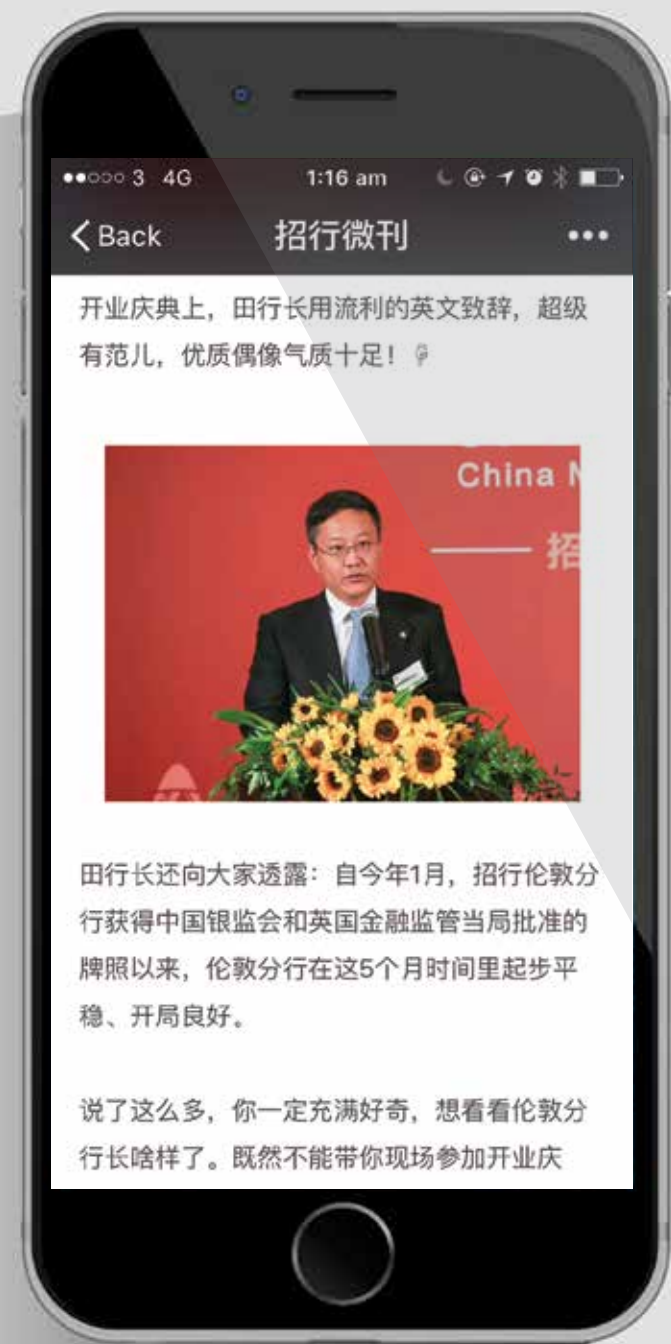 3 4G 1:16 am
Back 招行微刊
开业庆典上，田行长用流利的英文致辞，超级
有范儿，优质偶像气质十足！
China
招
田行长还向大家透露：自今年1月，招行伦敦分
行获得中国银监会和英国金融监管当局批准的
牌照以来，伦敦分行在这5个月时间里起步平
稳、开局良好。
说了这么多，你一定充满好奇，想看看伦敦分
行长啥样了。既然不能带你现场参加开业庆